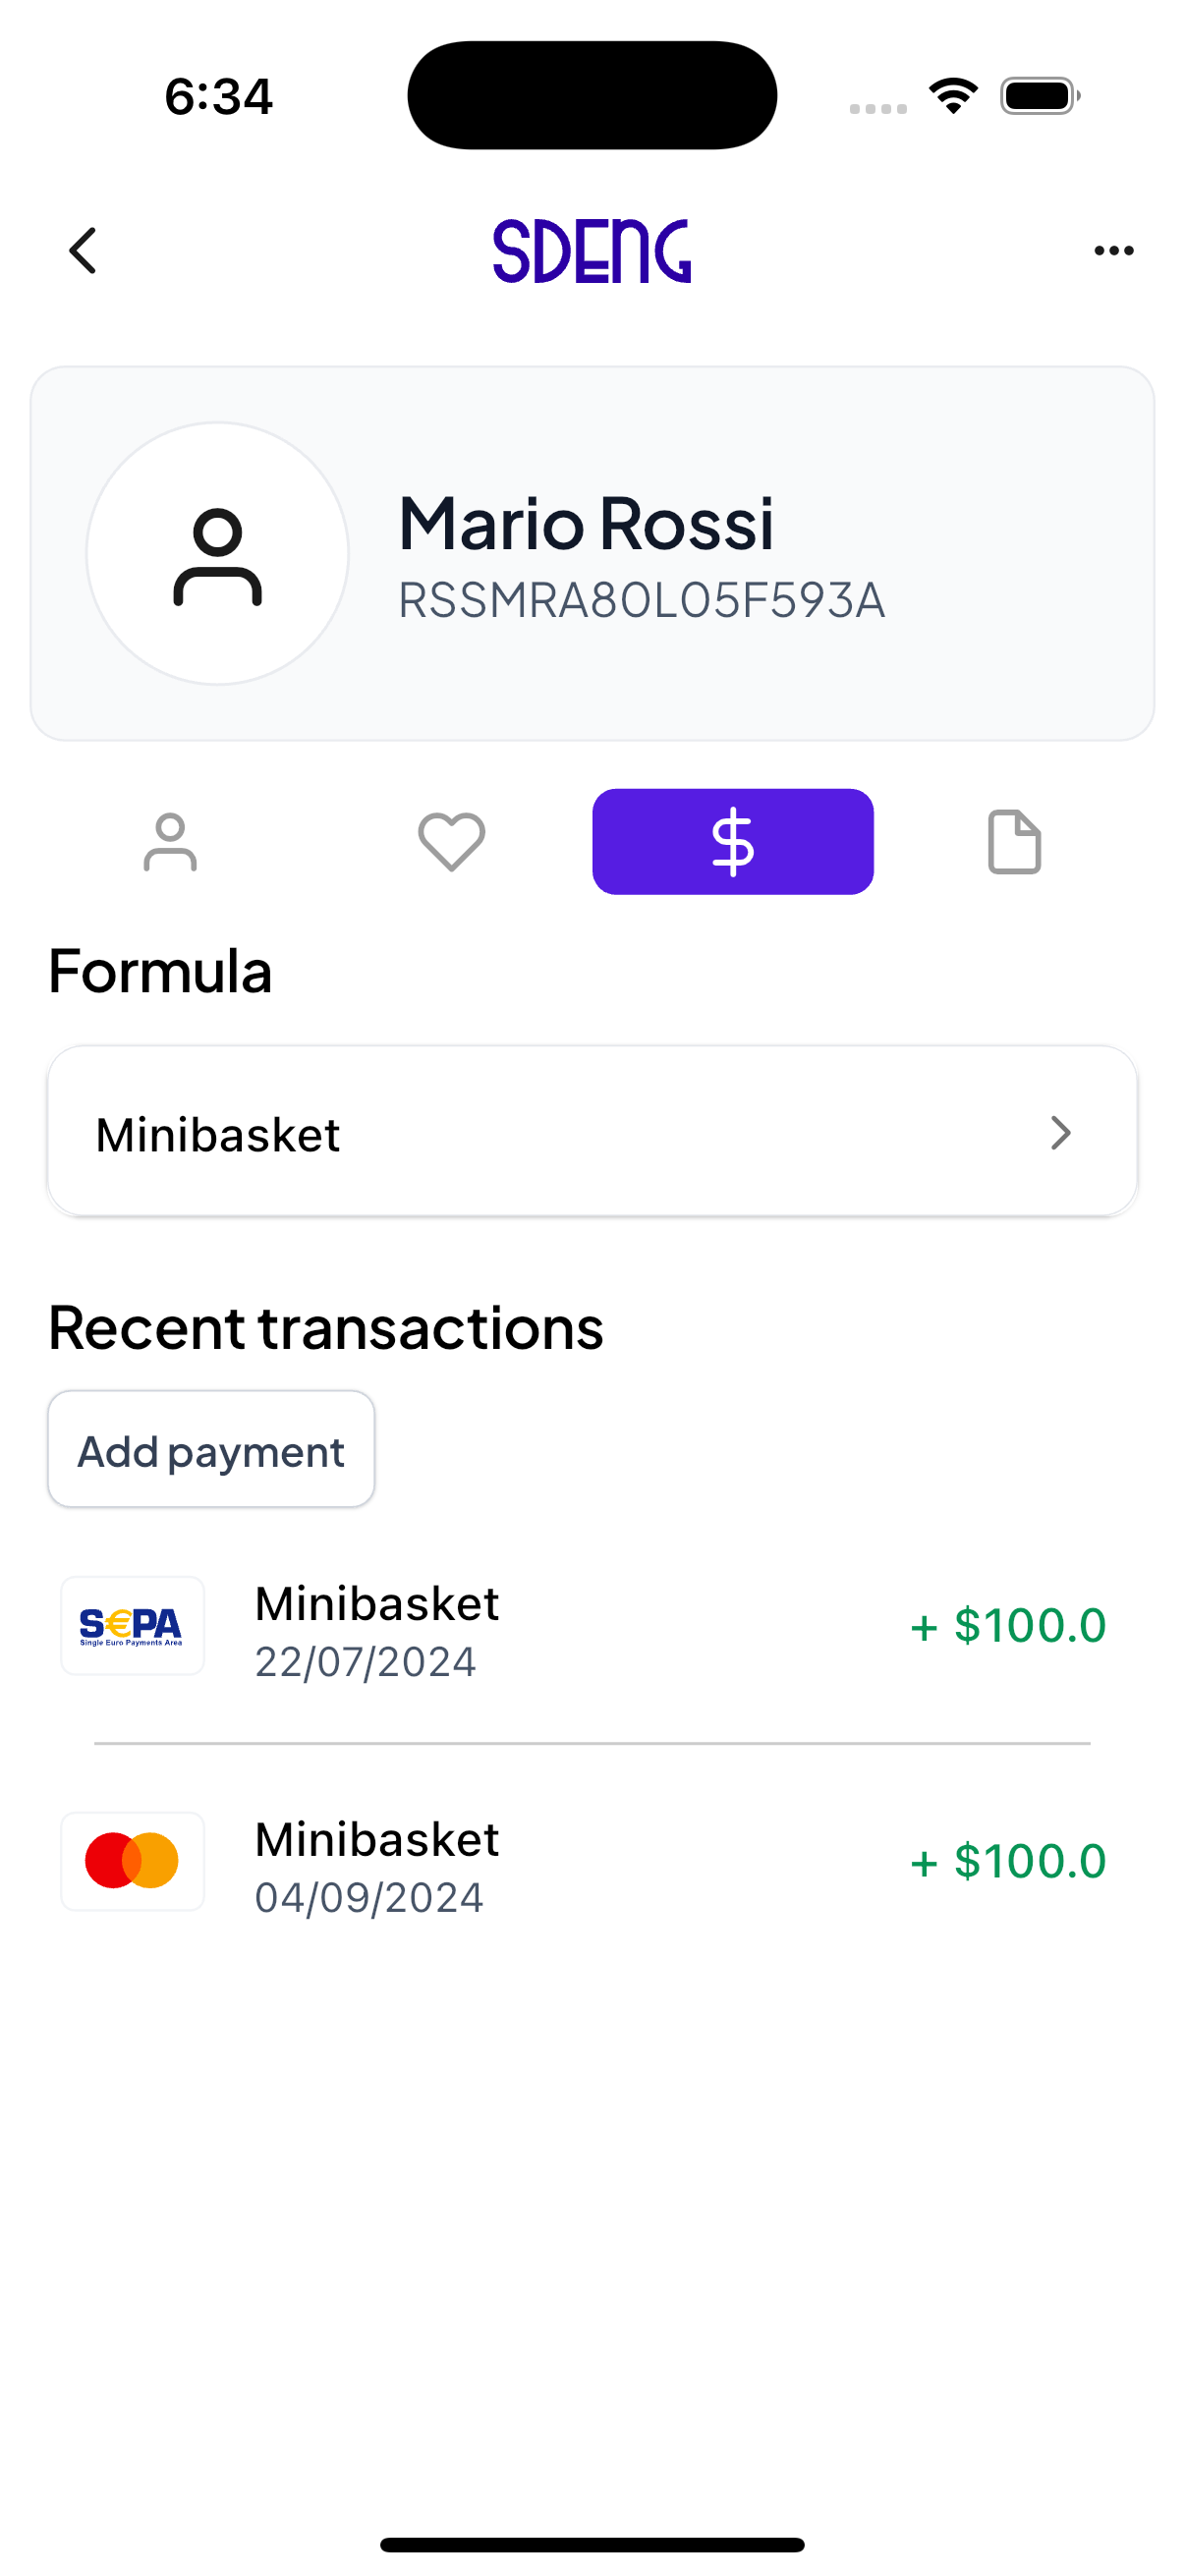 6:34
SDENG
Mario Rossi
RSSMRA80L05F593A
Formula
Minibasket
Recent transactions
Add payment
S€PA
Single Euro Payments Area
Minibasket
22/07/2024
+ $100.0
Minibasket
04/09/2024
+ $100.0